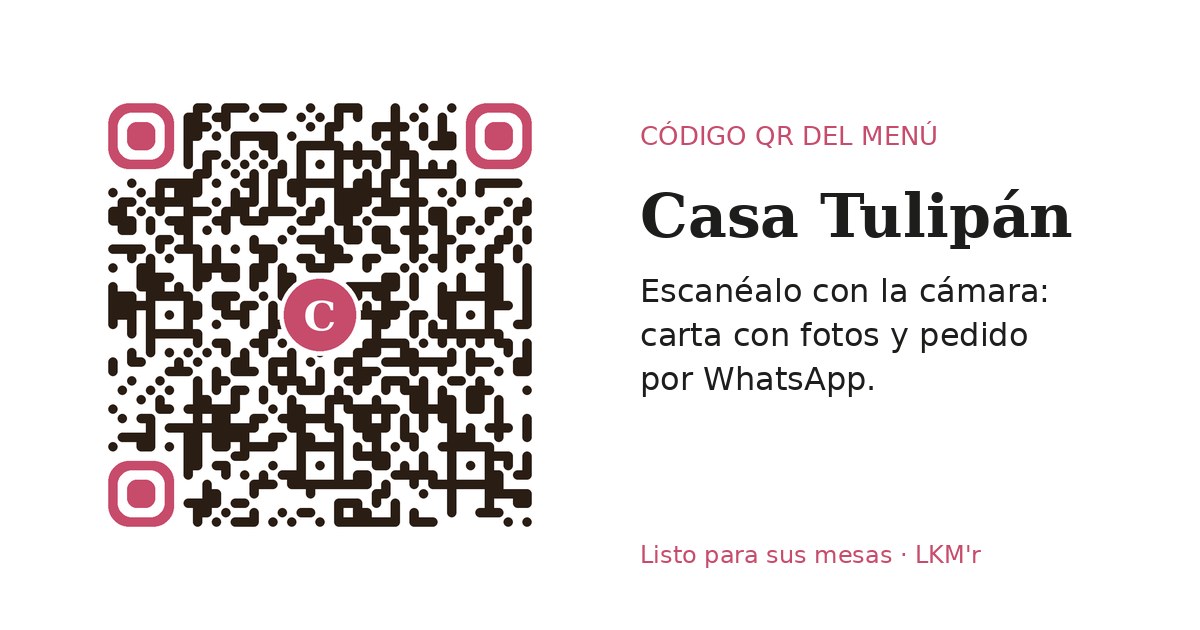 C
CÓDIGO QR DEL MENÚ
Casa Tulipán
Escanéalo con la cámara:
carta con fotos y pedido
por WhatsApp.
Listo para sus mesas · LKM'r